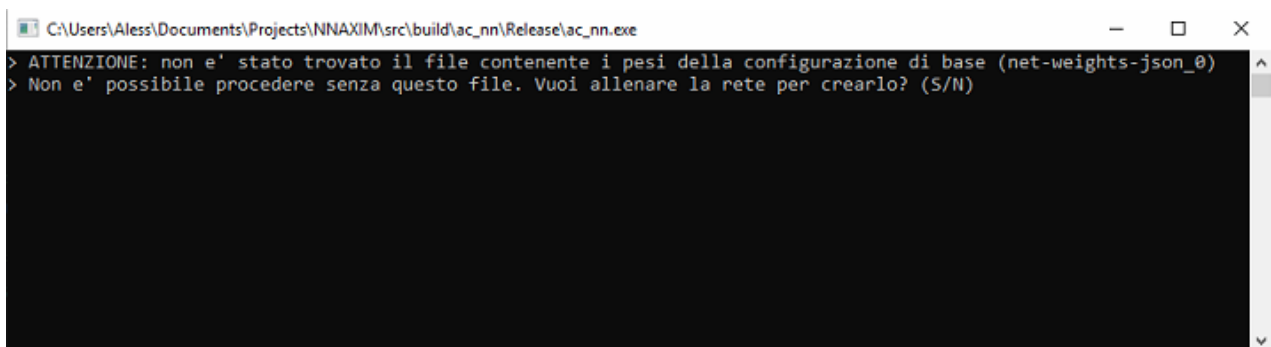 C:\Users\Aless\Documents\Projects\NNAXIM\src\build\ac_nn\Release\ac_nn.exe
> ATTENZIONE: non e' stato trovato il file contenente i pesi della configurazione di base (net-weights-json_0)
> Non e' possibile procedere senza questo file. Vuoi allenare la rete per crearlo? (S/N)